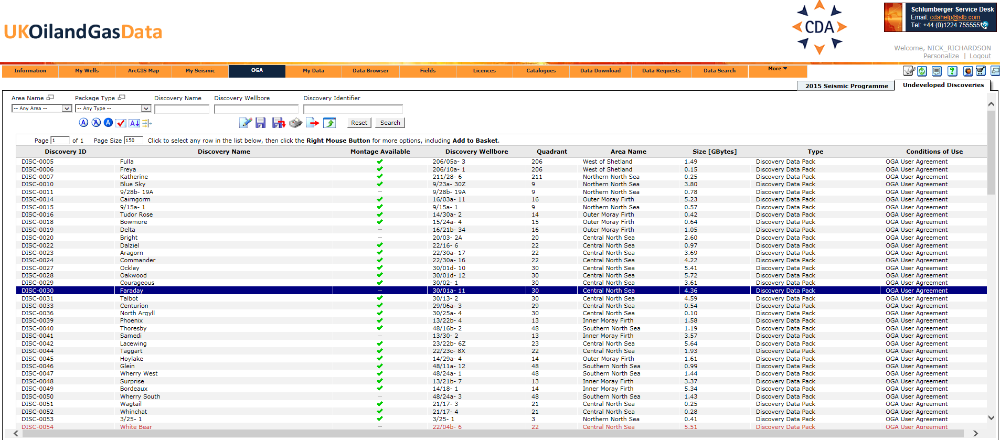 UKOilandGasData
CDA
Schlumberger Service Desk
Email: cdahelp@slb.com
Tel: +44 (0)1224 755555
Welcome, NICK_RICHARDSON
Personalize | Logout
Information My Wells ArcGIS Map My Seismic OGA My Data Data Browser Fields Licences Catalogues Data Download Data Requests Data Search More
2015 Seismic Programme Undeveloped Discoveries
Area Name Package Type Discovery Name Discovery Wellbore Discovery Identifier
-- Any Area -- -- Any Type --
Reset Search
Page 1 of 1 Page Size 150 Click to select any row in the list below, then click the Right Mouse Button for more options, including Add to Basket.
Discovery ID Discovery Name Montage Available Discovery Wellbore Quadrant Area Name Size [GBytes] Type Conditions of Use
DISC-0005 Fulla 206/05a- 3 206 West of Shetland 1.49 Discovery Data Pack OGA User Agreement
DISC-0006 Freya 206/10a- 1 206 West of Shetland 0.15 Discovery Data Pack OGA User Agreement
DISC-0007 Katherine 211/28- 6 211 Northern North Sea 0.25 Discovery Data Pack OGA User Agreement
DISC-0010 Blue Sky 9/23a- 30Z 9 Northern North Sea 3.80 Discovery Data Pack OGA User Agreement
DISC-0011 9/28b- 19A 9/28b- 19A 9 Northern North Sea 0.78 Discovery Data Pack OGA User Agreement
DISC-0014 Cairngorm 16/03a- 11 16 Outer Moray Firth 5.23 Discovery Data Pack OGA User Agreement
DISC-0015 9/15a- 1 9/15a- 1 9 Northern North Sea 0.57 Discovery Data Pack OGA User Agreement
DISC-0016 Tudor Rose 14/30a- 2 14 Outer Moray Firth 0.42 Discovery Data Pack OGA User Agreement
DISC-0018 Bowmore 15/24a- 4 15 Outer Moray Firth 0.64 Discovery Data Pack OGA User Agreement
DISC-0019 Delta 16/21b- 34 16 Outer Moray Firth 1.05 Discovery Data Pack OGA User Agreement
DISC-0020 Bright 20/03- 2A 20 Central North Sea 2.60 Discovery Data Pack OGA User Agreement
DISC-0022 Dalziel 22/16- 6 22 Central North Sea 0.97 Discovery Data Pack OGA User Agreement
DISC-0023 Aragorn 22/30a- 17 22 Central North Sea 3.69 Discovery Data Pack OGA User Agreement
DISC-0024 Commander 22/30a- 16 22 Central North Sea 4.22 Discovery Data Pack OGA User Agreement
DISC-0027 Ockley 30/01d- 10 30 Central North Sea 5.41 Discovery Data Pack OGA User Agreement
DISC-0028 Oakwood 30/01d- 12 30 Central North Sea 5.72 Discovery Data Pack OGA User Agreement
DISC-0029 Courageous 30/02- 1 30 Central North Sea 3.61 Discovery Data Pack OGA User Agreement
DISC-0030 Faraday 30/01a- 11 30 Central North Sea 4.36 Discovery Data Pack OGA User Agreement
DISC-0031 Talbot 30/13- 2 30 Central North Sea 4.59 Discovery Data Pack OGA User Agreement
DISC-0033 Centurion 29/06a- 3 29 Central North Sea 0.54 Discovery Data Pack OGA User Agreement
DISC-0036 North Argyll 30/25a- 4 30 Central North Sea 0.10 Discovery Data Pack OGA User Agreement
DISC-0039 Phoenix 13/22b- 4 13 Inner Moray Firth 1.58 Discovery Data Pack OGA User Agreement
DISC-0040 Thoresby 48/16b- 2 48 Southern North Sea 1.19 Discovery Data Pack OGA User Agreement
DISC-0041 Samedi 13/30- 2 13 Inner Moray Firth 3.57 Discovery Data Pack OGA User Agreement
DISC-0042 Lacewing 23/22b- 6Z 23 Central North Sea 5.64 Discovery Data Pack OGA User Agreement
DISC-0044 Taggart 22/23c- 8X 22 Central North Sea 1.93 Discovery Data Pack OGA User Agreement
DISC-0045 Hoylake 14/29a- 4 14 Outer Moray Firth 1.61 Discovery Data Pack OGA User Agreement
DISC-0046 Glein 48/11a- 12 48 Southern North Sea 0.99 Discovery Data Pack OGA User Agreement
DISC-0047 Wherry West 48/24a- 1 48 Southern North Sea 1.44 Discovery Data Pack OGA User Agreement
DISC-0048 Surprise 13/21b- 7 13 Inner Moray Firth 3.37 Discovery Data Pack OGA User Agreement
DISC-0049 Bordeaux 14/18- 1 14 Inner Moray Firth 5.34 Discovery Data Pack OGA User Agreement
DISC-0050 Wherry South 48/24a- 3 48 Southern North Sea 1.43 Discovery Data Pack OGA User Agreement
DISC-0051 Wagtail 21/17- 3 21 Central North Sea 0.25 Discovery Data Pack OGA User Agreement
DISC-0052 Whinchat 21/17- 4 21 Central North Sea 0.28 Discovery Data Pack OGA User Agreement
DISC-0053 3/25- 1 3/25- 1 3 Northern North Sea 0.41 Discovery Data Pack OGA User Agreement
DISC-0054 White Bear 22/04b- 6 22 Central North Sea 5.51 Discovery Data Pack OGA User Agreement